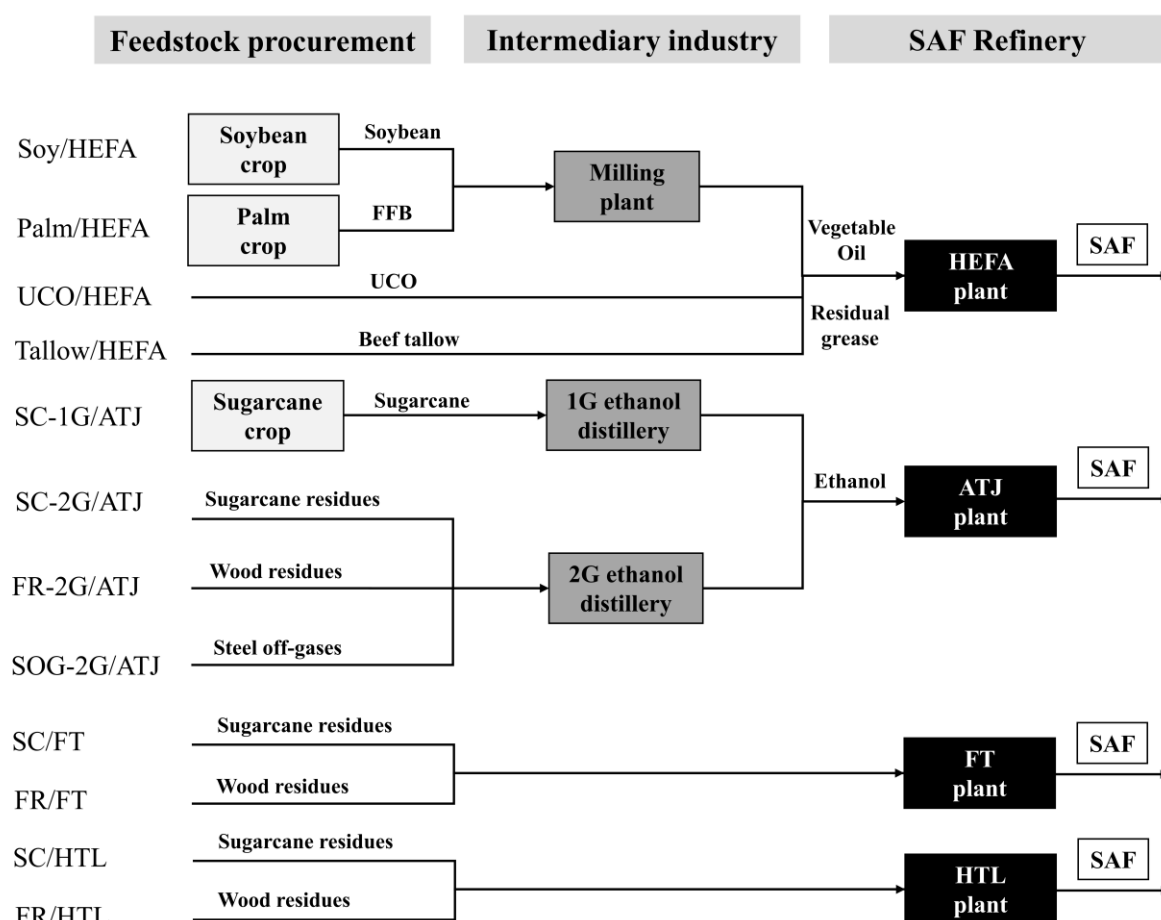 Feedstock procurement
Intermediary industry
SAF Refinery
Soy/HEFA
Soybean
crop
Soybean
Milling
plant
Palm/HEFA
Palm
crop
FFB
Vegetable
Oil
HEFA
plant
SAF
UCO/HEFA
UCO
Residual
grease
Tallow/HEFA
Beef tallow
SC-1G/ATJ
Sugarcane
crop
Sugarcane
1G ethanol
distillery
SC-2G/ATJ
Sugarcane residues
Ethanol
ATJ
plant
SAF
FR-2G/ATJ
Wood residues
2G ethanol
distillery
SOG-2G/ATJ
Steel off-gases
SC/FT
Sugarcane residues
FT
plant
SAF
FR/FT
Wood residues
SC/HTL
Sugarcane residues
HTL
plant
SAF
FR/HTL
Wood residues